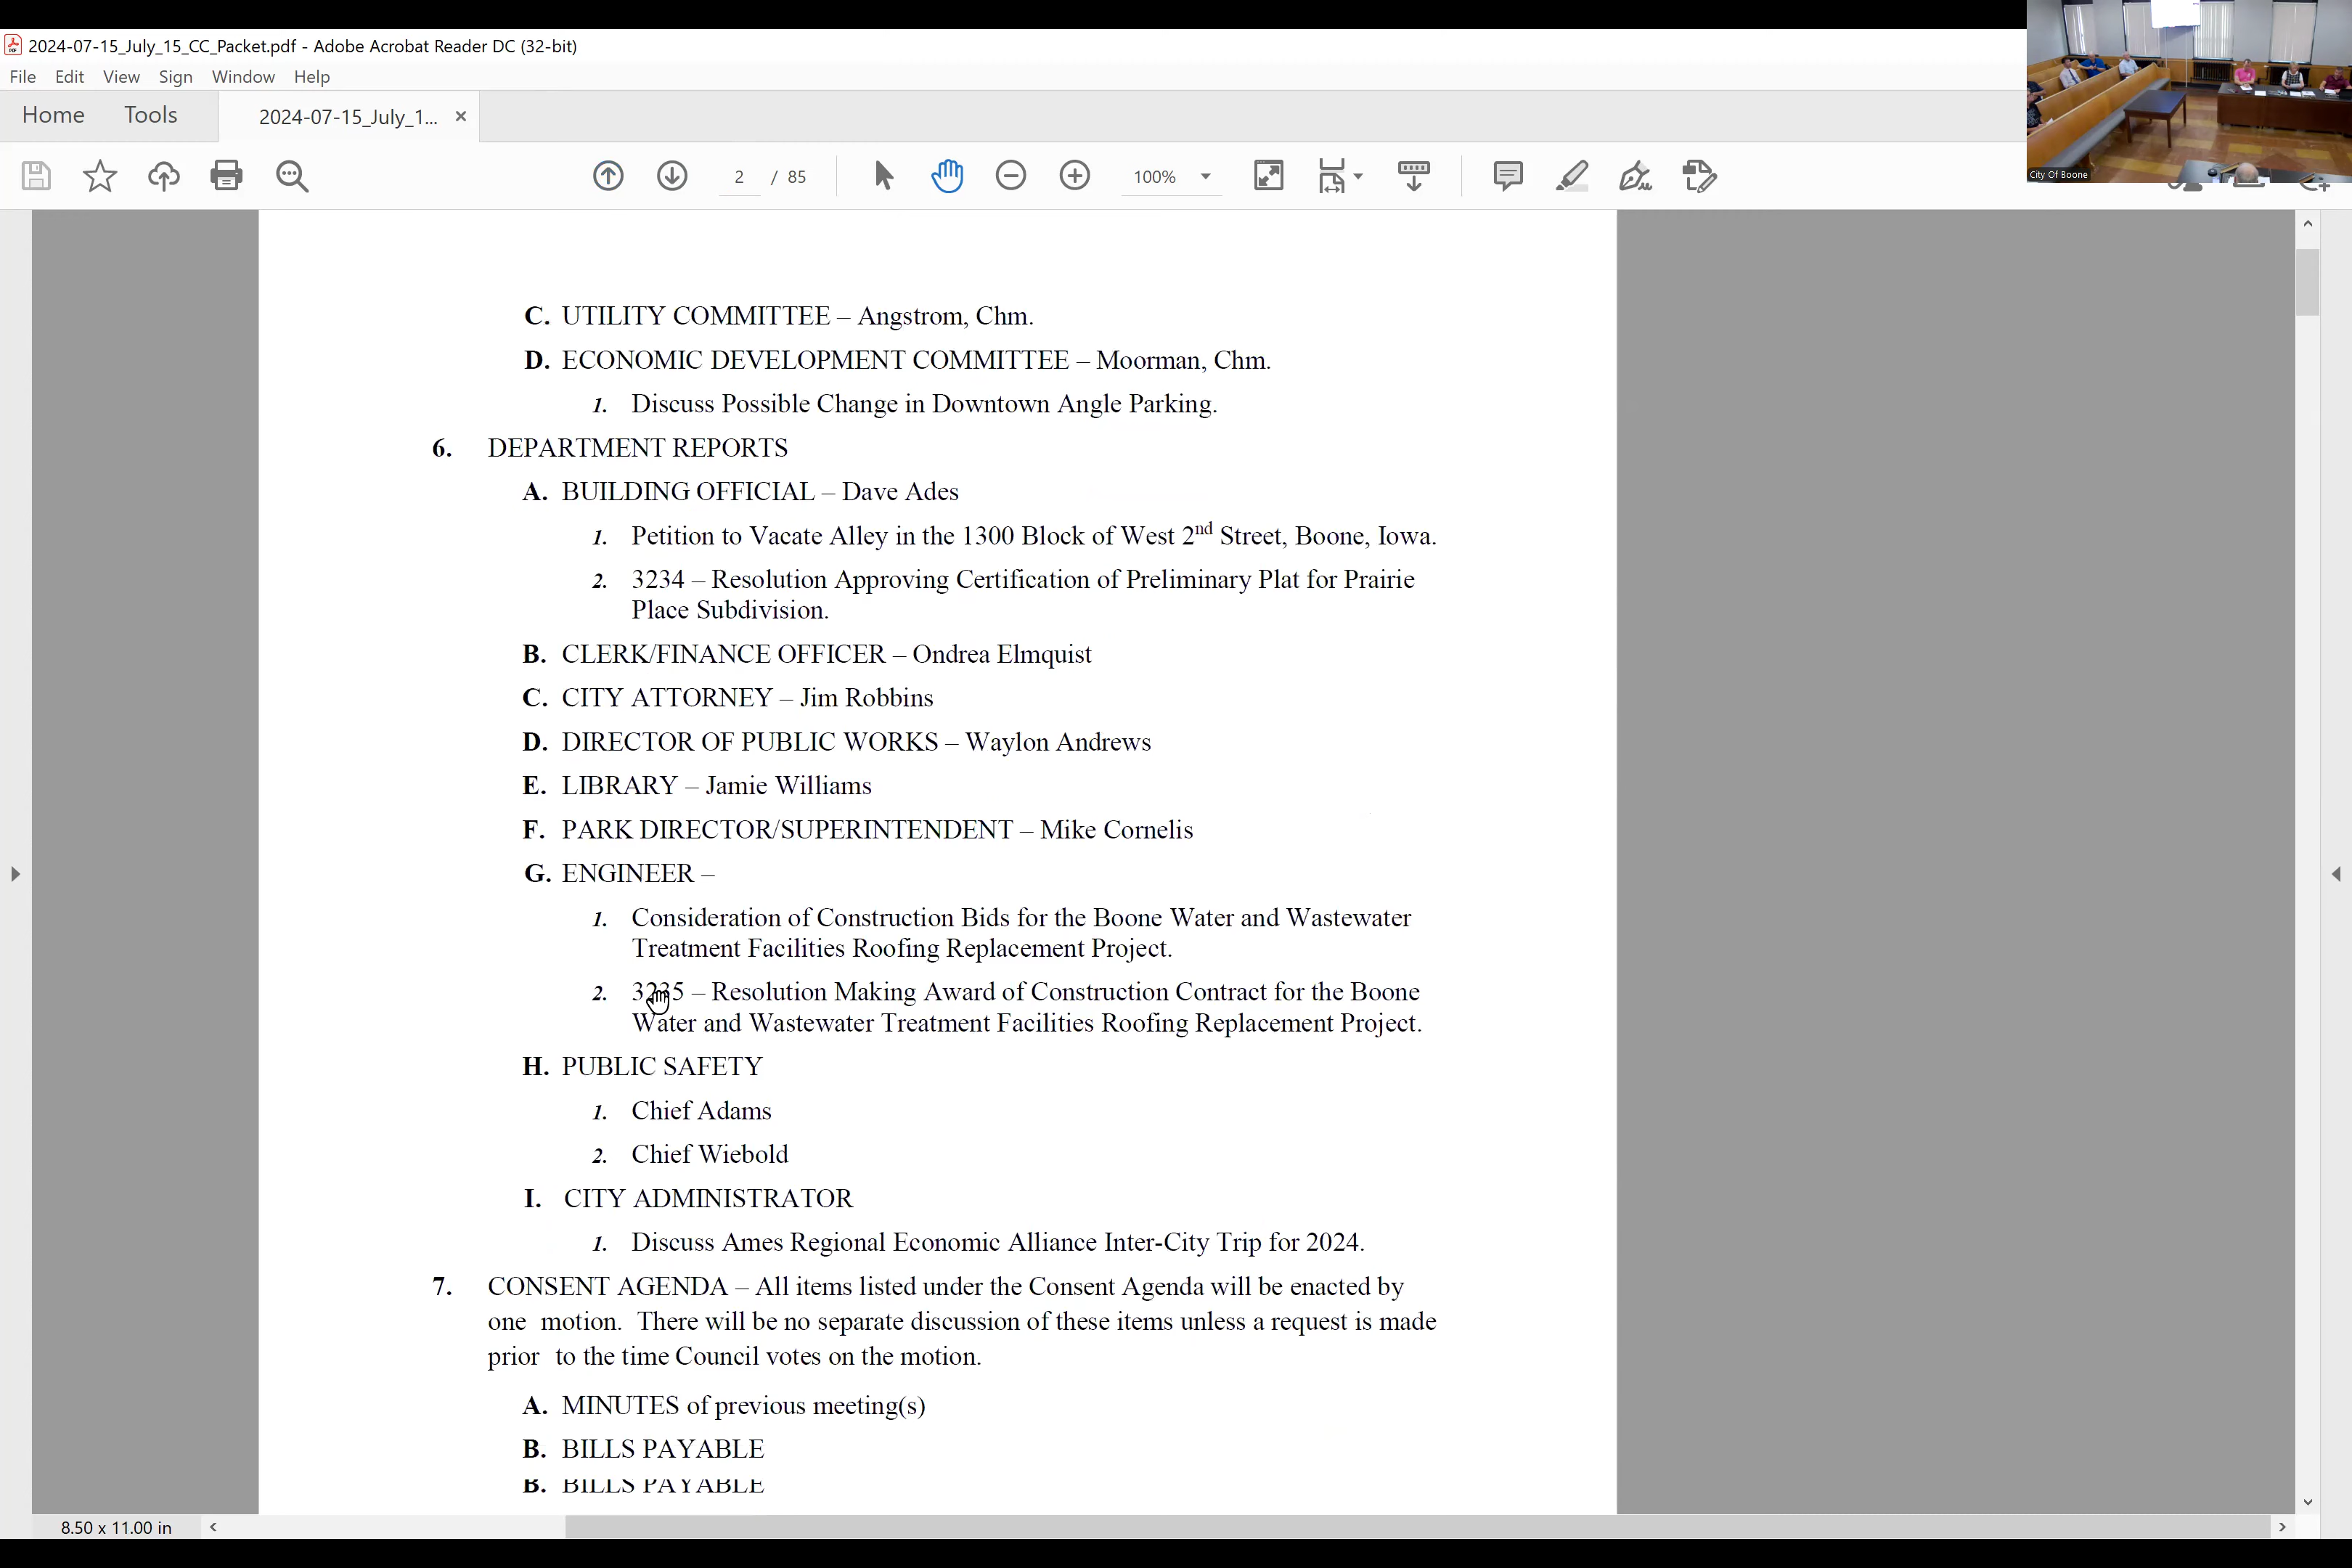 2024-07-15_July_15_CC_Packet.pdf - Adobe Acrobat Reader DC (32-bit)
File Edit View Sign Window Help
Home Tools 2024-07-15_July_1... ×
2 / 85 100%
City Of Boone
C. UTILITY COMMITTEE – Angstrom, Chm.
D. ECONOMIC DEVELOPMENT COMMITTEE – Moorman, Chm.
1. Discuss Possible Change in Downtown Angle Parking.
6. DEPARTMENT REPORTS
A. BUILDING OFFICIAL – Dave Ades
1. Petition to Vacate Alley in the 1300 Block of West 2nd Street, Boone, Iowa.
2. 3234 – Resolution Approving Certification of Preliminary Plat for Prairie
Place Subdivision.
B. CLERK/FINANCE OFFICER – Ondrea Elmquist
C. CITY ATTORNEY – Jim Robbins
D. DIRECTOR OF PUBLIC WORKS – Waylon Andrews
E. LIBRARY – Jamie Williams
F. PARK DIRECTOR/SUPERINTENDENT – Mike Cornelis
G. ENGINEER –
1. Consideration of Construction Bids for the Boone Water and Wastewater
Treatment Facilities Roofing Replacement Project.
2. 3235 – Resolution Making Award of Construction Contract for the Boone
Water and Wastewater Treatment Facilities Roofing Replacement Project.
H. PUBLIC SAFETY
1. Chief Adams
2. Chief Wiebold
I. CITY ADMINISTRATOR
1. Discuss Ames Regional Economic Alliance Inter-City Trip for 2024.
7. CONSENT AGENDA – All items listed under the Consent Agenda will be enacted by
one motion. There will be no separate discussion of these items unless a request is made
prior to the time Council votes on the motion.
A. MINUTES of previous meeting(s)
B. BILLS PAYABLE
B. BILLS PAYABLE
8.50 x 11.00 in